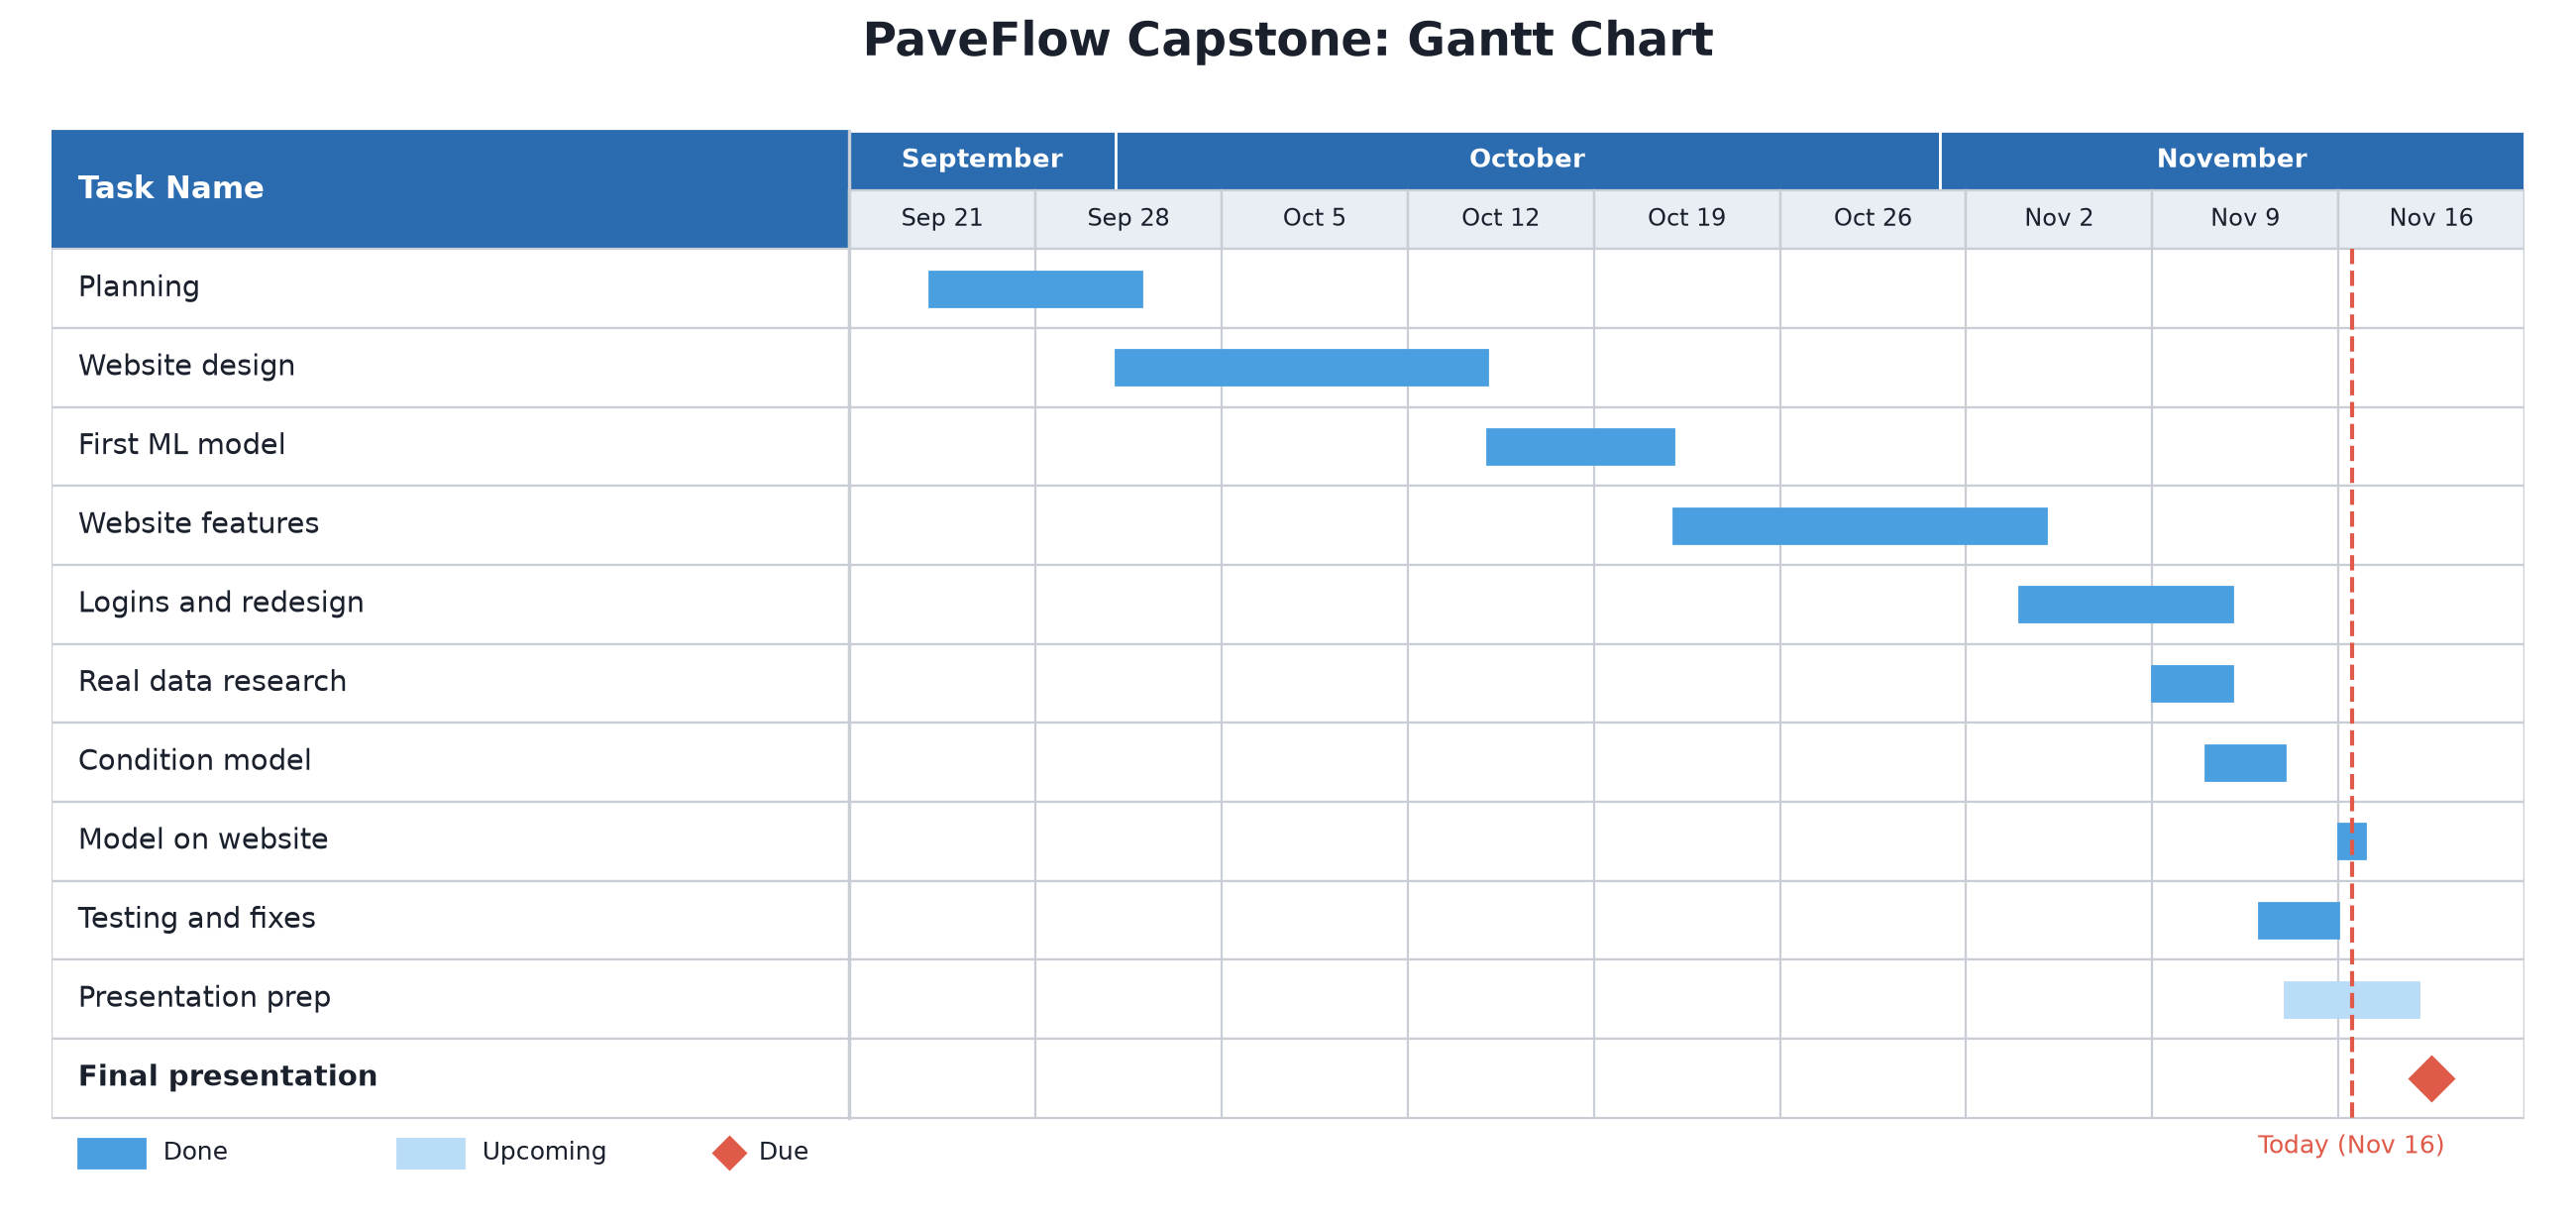 PaveFlow Capstone: Gantt Chart
Task Name
September October November
Sep 21 Sep 28 Oct 5 Oct 12 Oct 19 Oct 26 Nov 2 Nov 9 Nov 16
Planning
Website design
First ML model
Website features
Logins and redesign
Real data research
Condition model
Model on website
Testing and fixes
Presentation prep
Final presentation
Done Upcoming Due
Today (Nov 16)